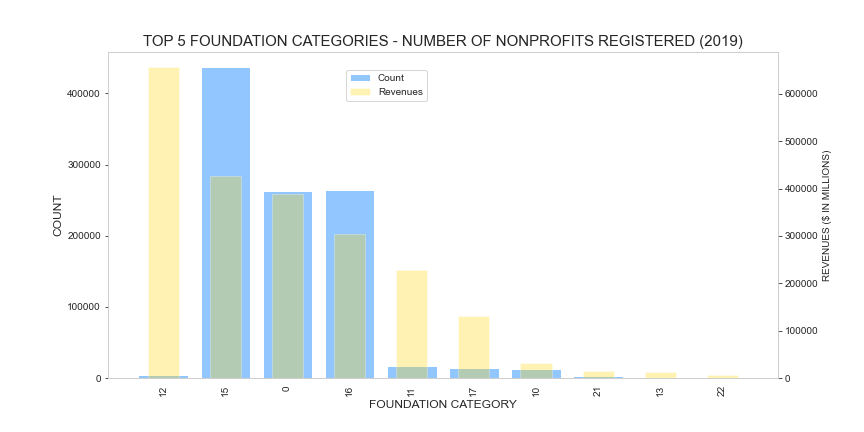 TOP 5 FOUNDATION CATEGORIES - NUMBER OF NONPROFITS REGISTERED (2019)
Count
Revenues
400000
300000
200000
100000
0
COUNT
600000
500000
400000
300000
200000
100000
0
REVENUES ($ IN MILLIONS)
12 15 0 16 11 17 10 21 13 22
FOUNDATION CATEGORY